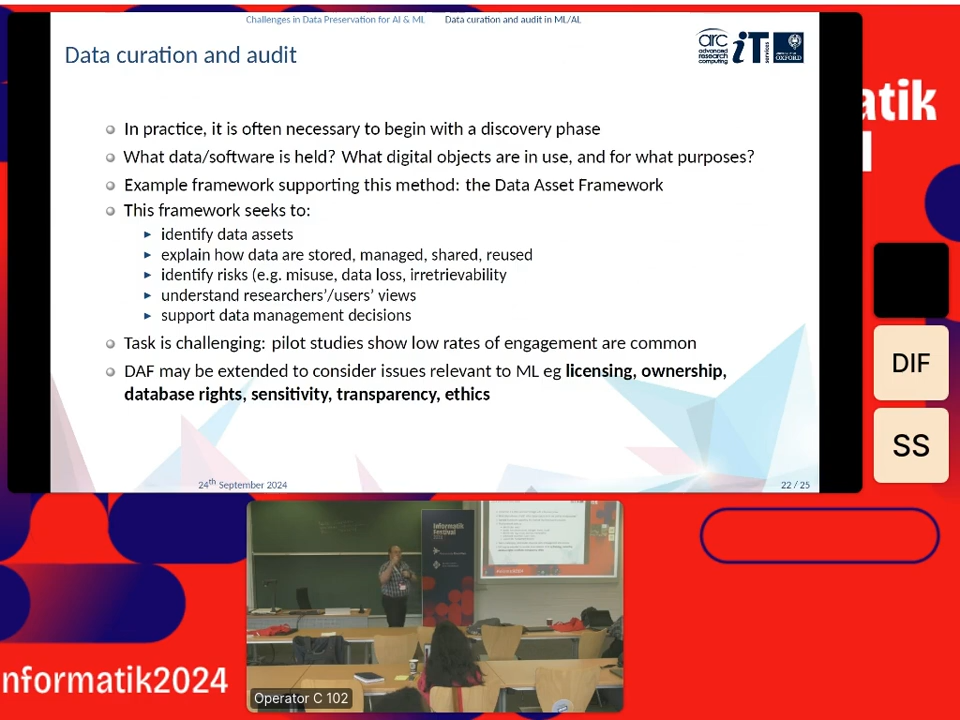 Challenges in Data Preservation for AI & ML Data curation and audit in ML/AI
Data curation and audit
arc
advanced
research
computing
iT
services
OXFORD
In practice, it is often necessary to begin with a discovery phase
What data/software is held? What digital objects are in use, and for what purposes?
Example framework supporting this method: the Data Asset Framework
This framework seeks to:
identify data assets
explain how data are stored, managed, shared, reused
identify risks (e.g. misuse, data loss, irretrievability
understand researchers'/users' views
support data management decisions
Task is challenging: pilot studies show low rates of engagement are common
DAF may be extended to consider issues relevant to ML eg licensing, ownership,
database rights, sensitivity, transparency, ethics
24th September 2024
22 / 25
atik
DIF
SS
Informatik
Festival
nformatik2024
Operator C 102